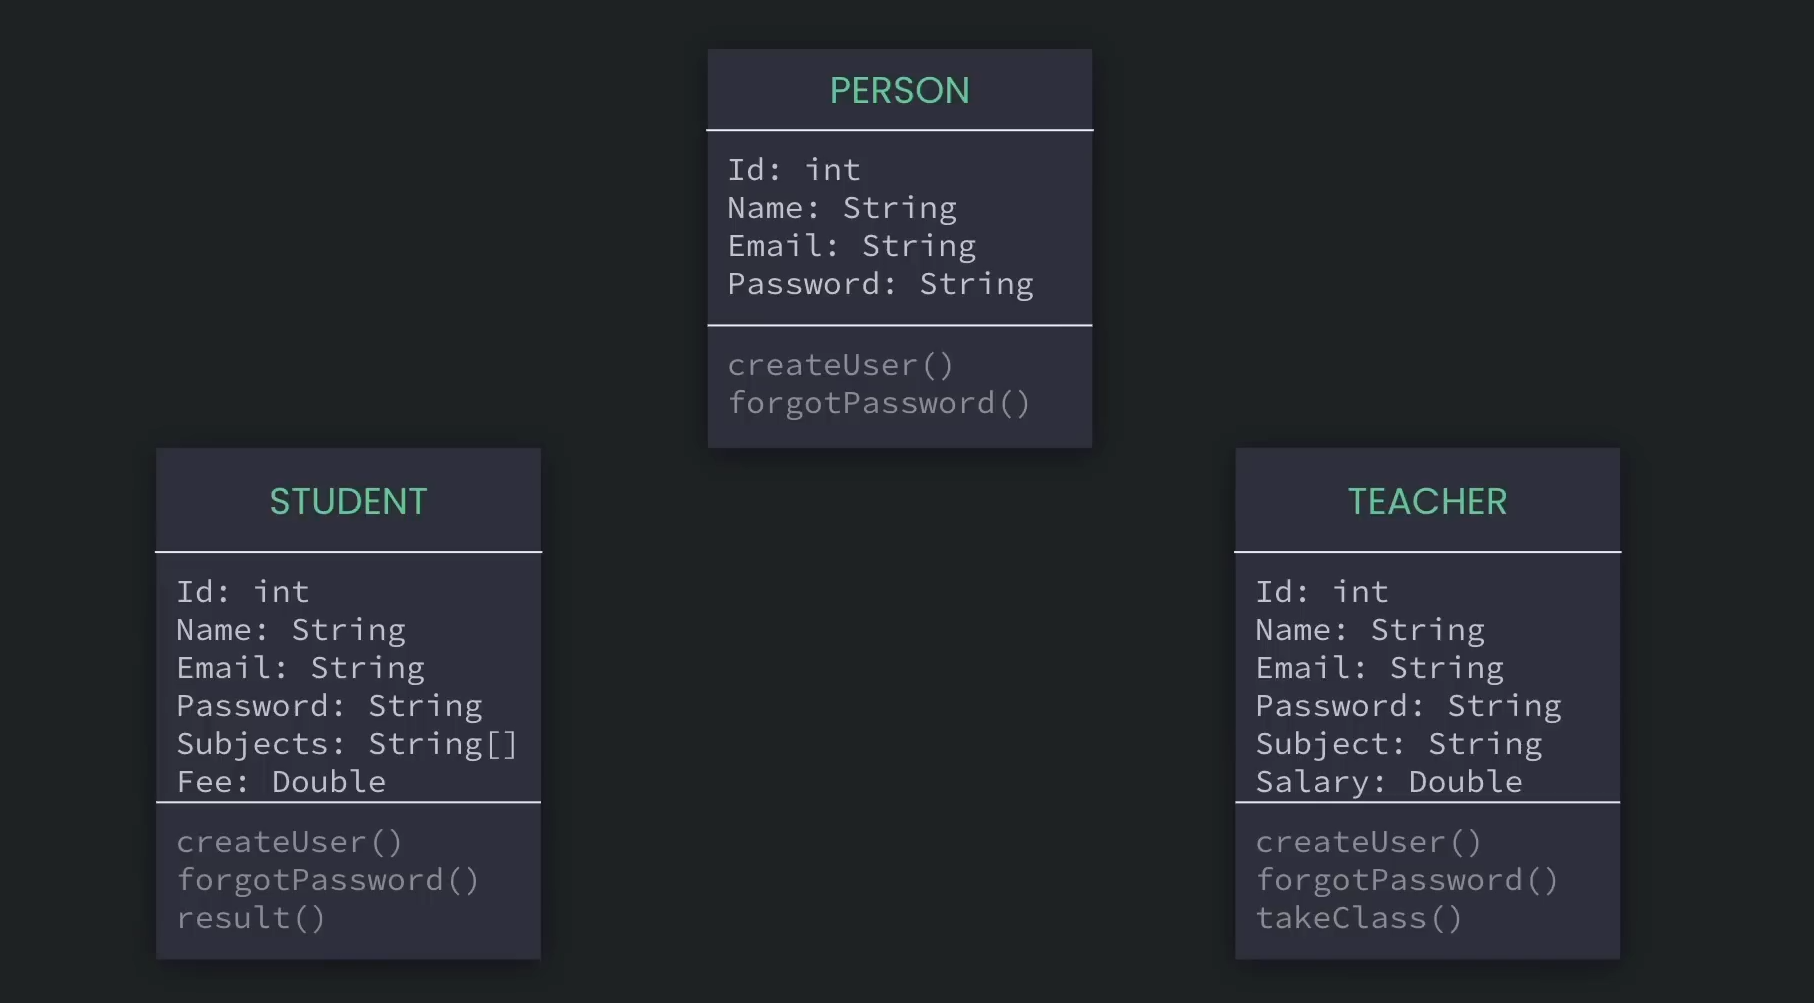 PERSON
Id: int
Name: String
Email: String
Password: String
createUser()
forgotPassword()
STUDENT
Id: int
Name: String
Email: String
Password: String
Subjects: String[]
Fee: Double
createUser()
forgotPassword()
result()
TEACHER
Id: int
Name: String
Email: String
Password: String
Subject: String
Salary: Double
createUser()
forgotPassword()
takeClass()